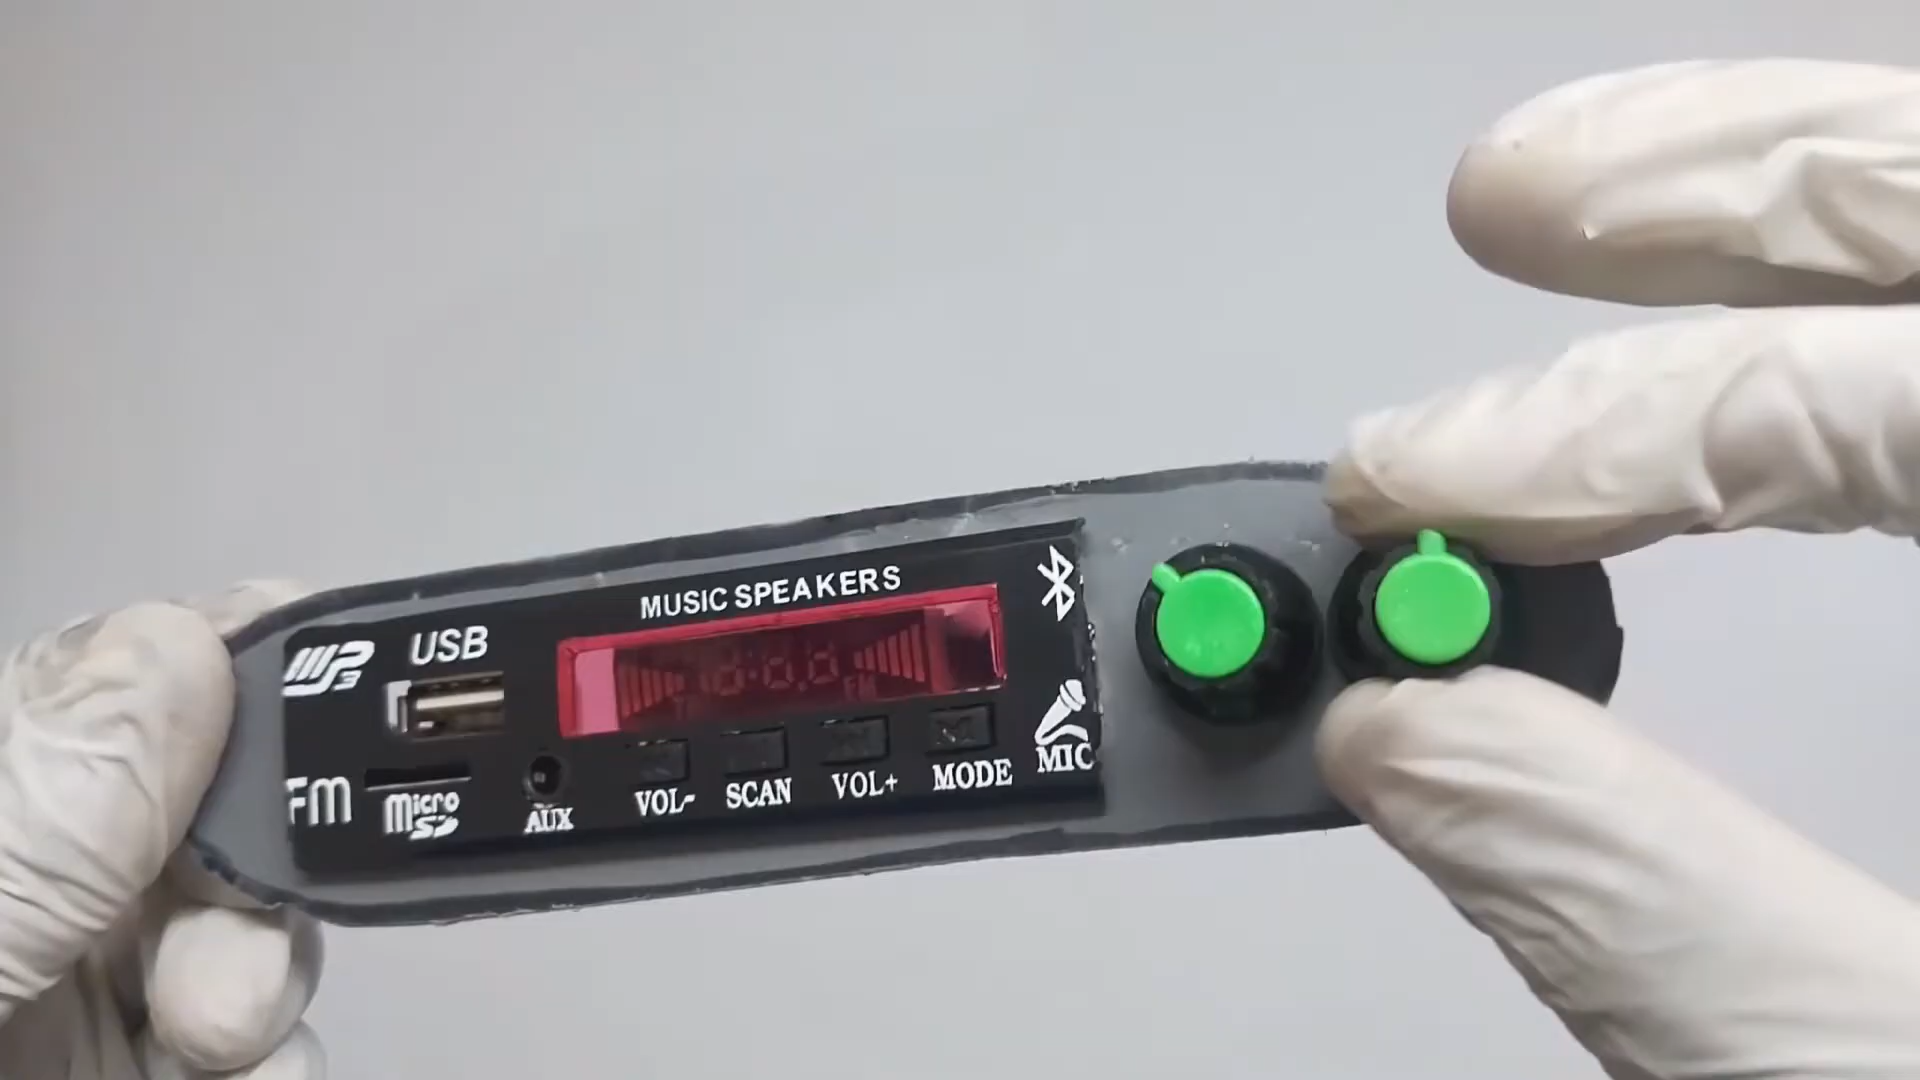 MUSIC SPEAKERS
MP3
USB
FM
Micro SD
AUX
VOL-
SCAN
VOL+
MODE
MIC